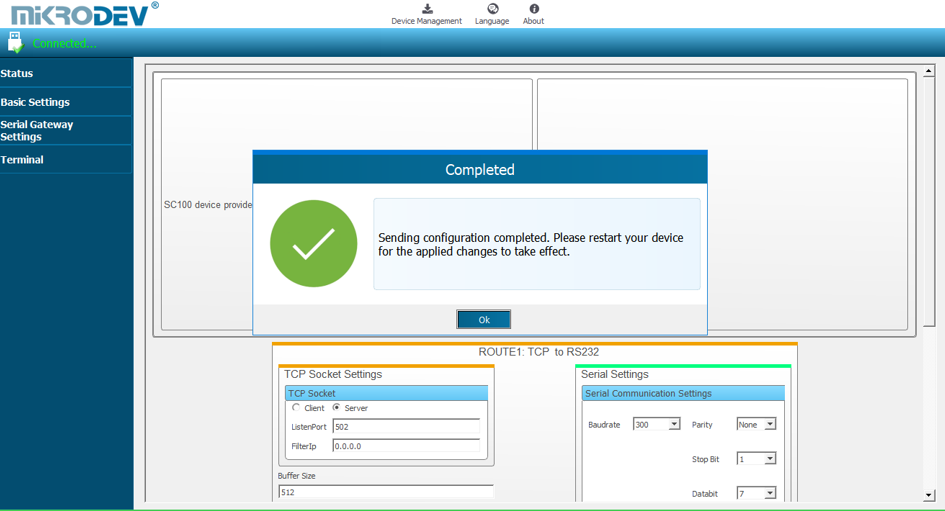 MiKRODEV®
Device Management
Language
About
Connected...
Status
Basic Settings
Serial Gateway
Settings
Terminal
SC100 device provide
Completed
Sending configuration completed. Please restart your device
for the applied changes to take effect.
Ok
ROUTE1: TCP to RS232
TCP Socket Settings
TCP Socket
Client
Server
ListenPort
502
FilterIp
0.0.0.0
Buffer Size
512
Serial Settings
Serial Communication Settings
Baudrate
300
Parity
None
Stop Bit
1
Databit
7